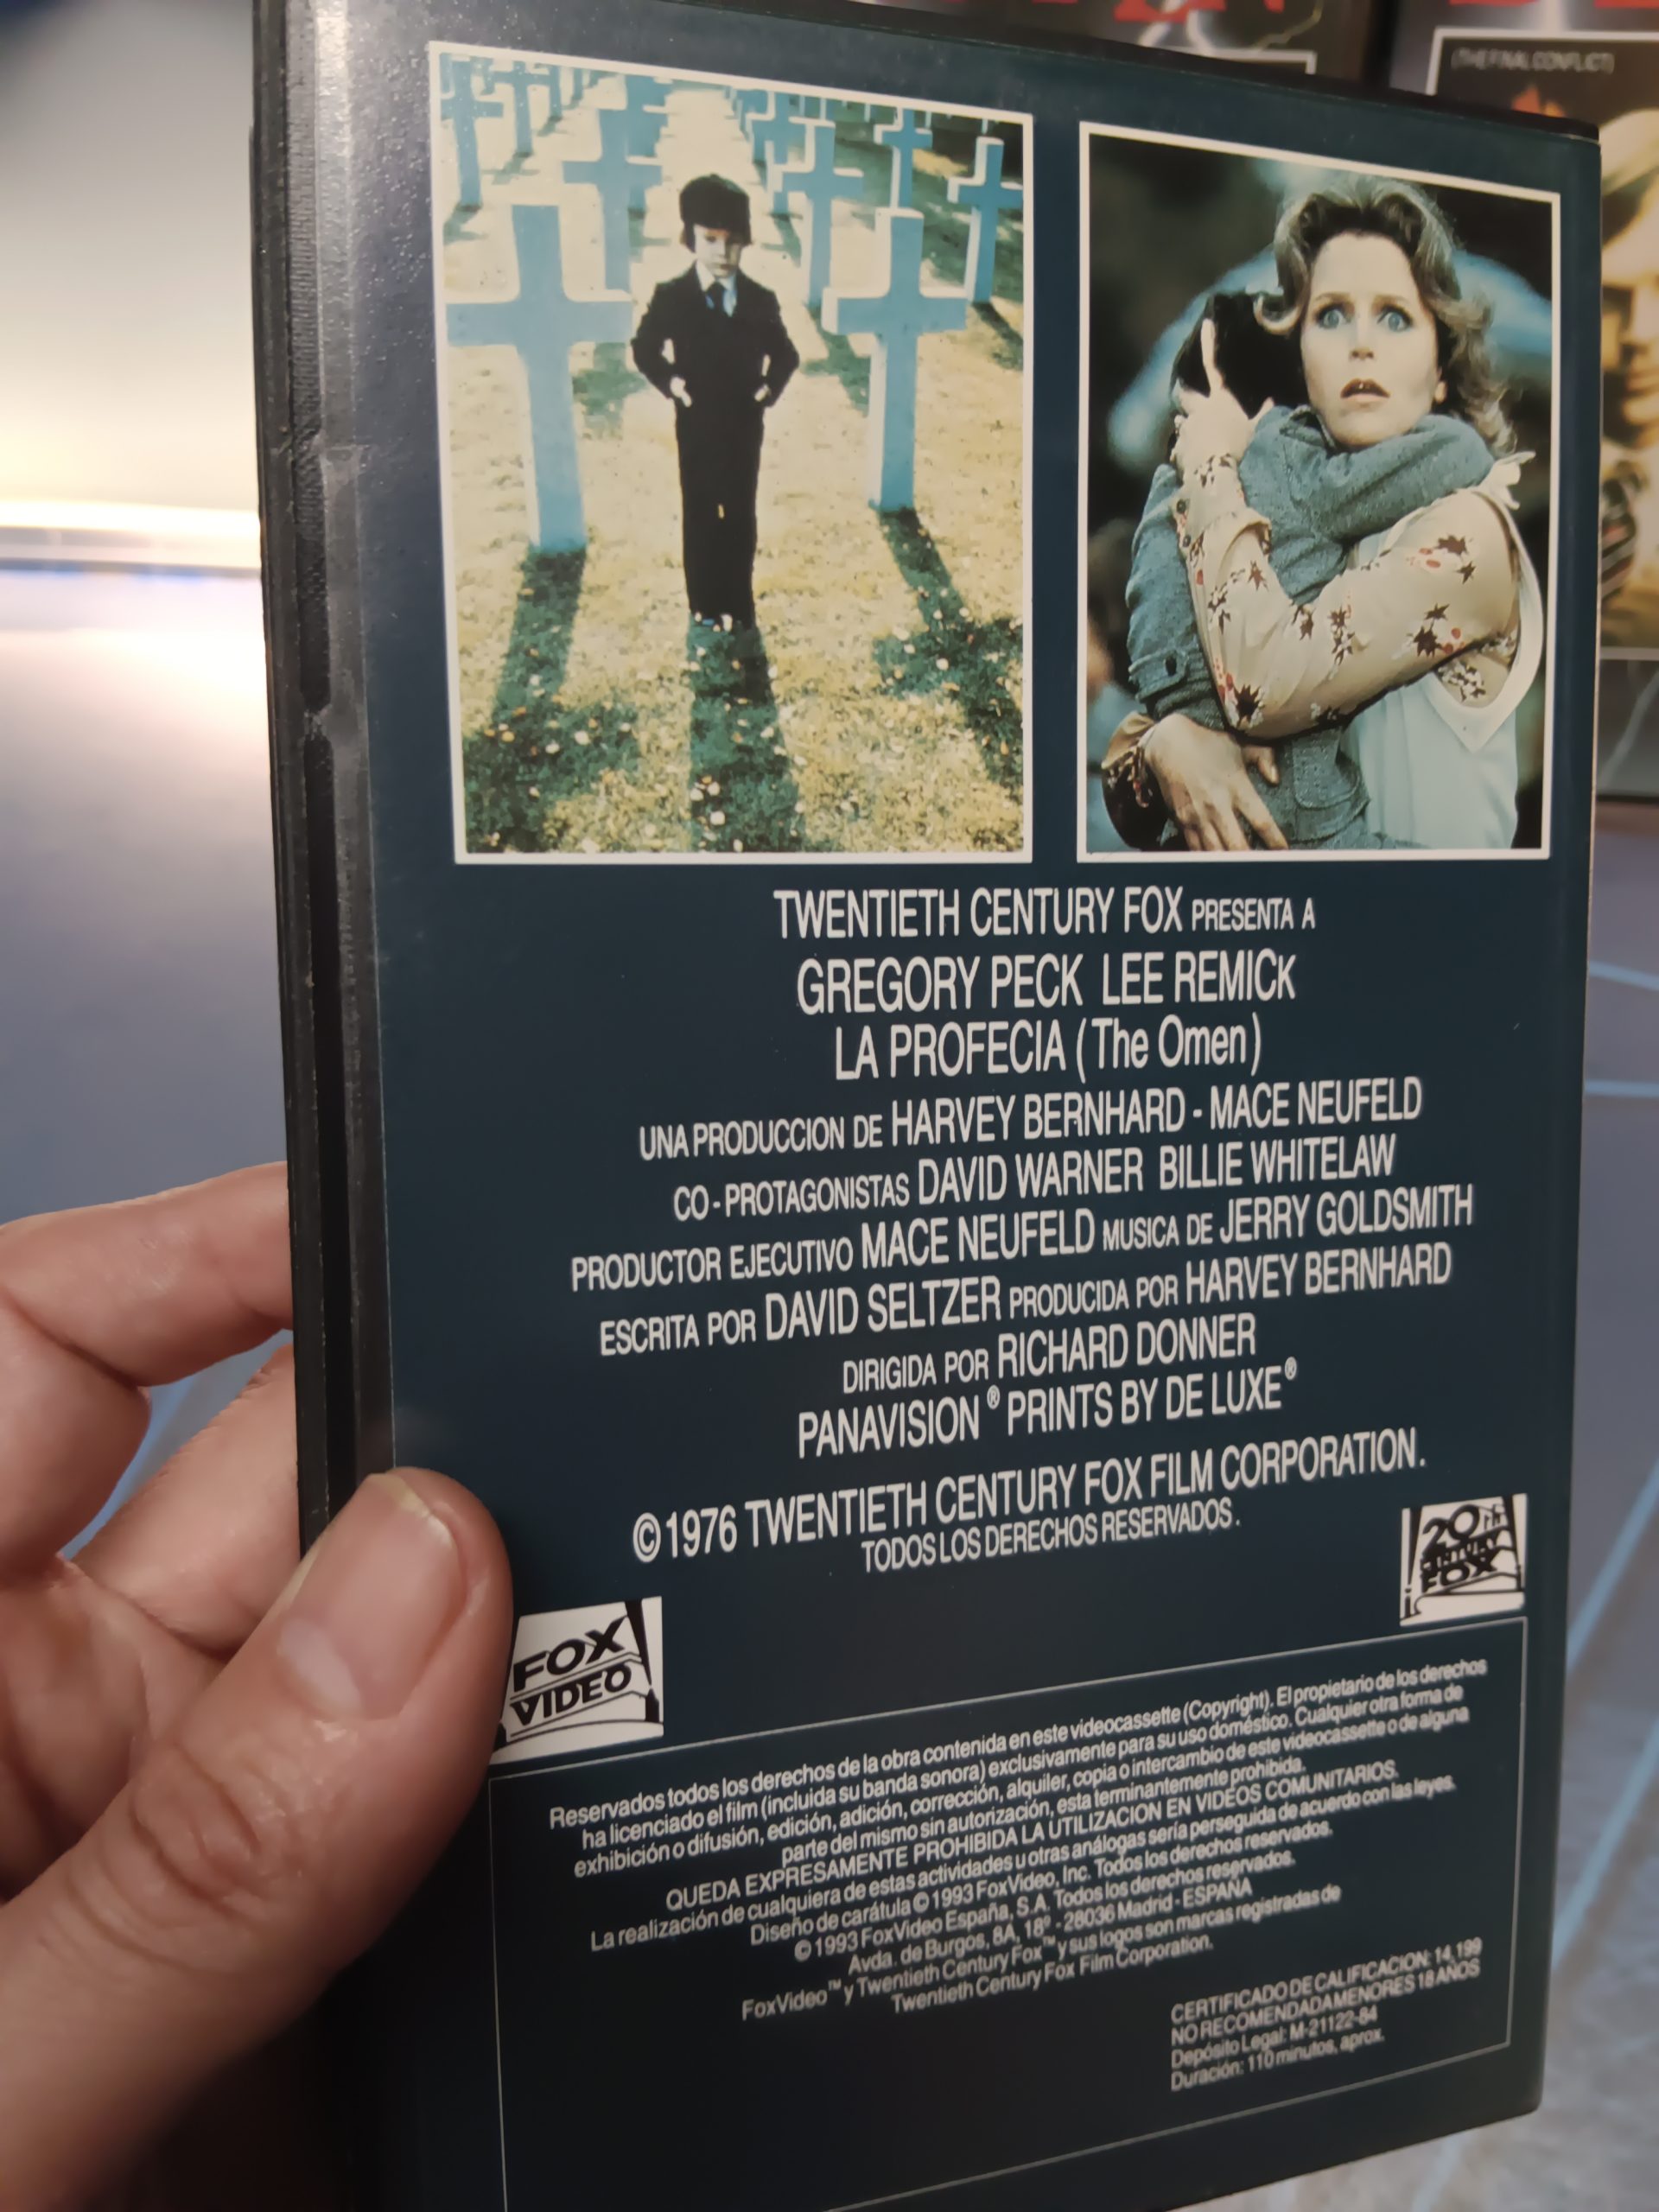 (THE FINAL CONFLICT)
TWENTIETH CENTURY FOX PRESENTA A
GREGORY PECK LEE REMICK
LA PROFECIA (The Omen)
UNA PRODUCCION DE HARVEY BERNHARD - MACE NEUFELD
CO-PROTAGONISTAS DAVID WARNER BILLIE WHITELAW
PRODUCTOR EJECUTIVO MACE NEUFELD MUSICA DE JERRY GOLDSMITH
ESCRITA POR DAVID SELTZER PRODUCIDA POR HARVEY BERNHARD
DIRIGIDA POR RICHARD DONNER
PANAVISION® PRINTS BY DE LUXE®
©1976 TWENTIETH CENTURY FOX FILM CORPORATION.
TODOS LOS DERECHOS RESERVADOS.
20TH CENTURY FOX
FOX VIDEO
Reservados todos los derechos de la obra contenida en este videocassette (Copyright). El propietario de los derechos
ha licenciado el film (incluida su banda sonora) exclusivamente para su uso doméstico. Cualquier otra forma de
exhibición o difusión, edición, adición, corrección, alquiler, copia o intercambio de este videocassette o de alguna
parte del mismo sin autorización, esta terminantemente prohibida.
QUEDA EXPRESAMENTE PROHIBIDA LA UTILIZACION EN VIDEOS COMUNITARIOS.
La realización de cualquiera de estas actividades u otras análogas sería perseguida de acuerdo con las leyes.
Diseño de carátula © 1993 FoxVideo, Inc. Todos los derechos reservados.
© 1993 FoxVideo España, S.A. Todos los derechos reservados.
Avda. de Burgos, 8A, 18º - 28036 Madrid - ESPAÑA
FoxVideo™ y Twentieth Century Fox™ y sus logos son marcas registradas de
Twentieth Century Fox Film Corporation.
CERTIFICADO DE CALIFICACION: 14.199
NO RECOMENDADA MENORES 18 AÑOS
Depósito Legal: M-21122-84
Duración: 110 minutos, aprox.